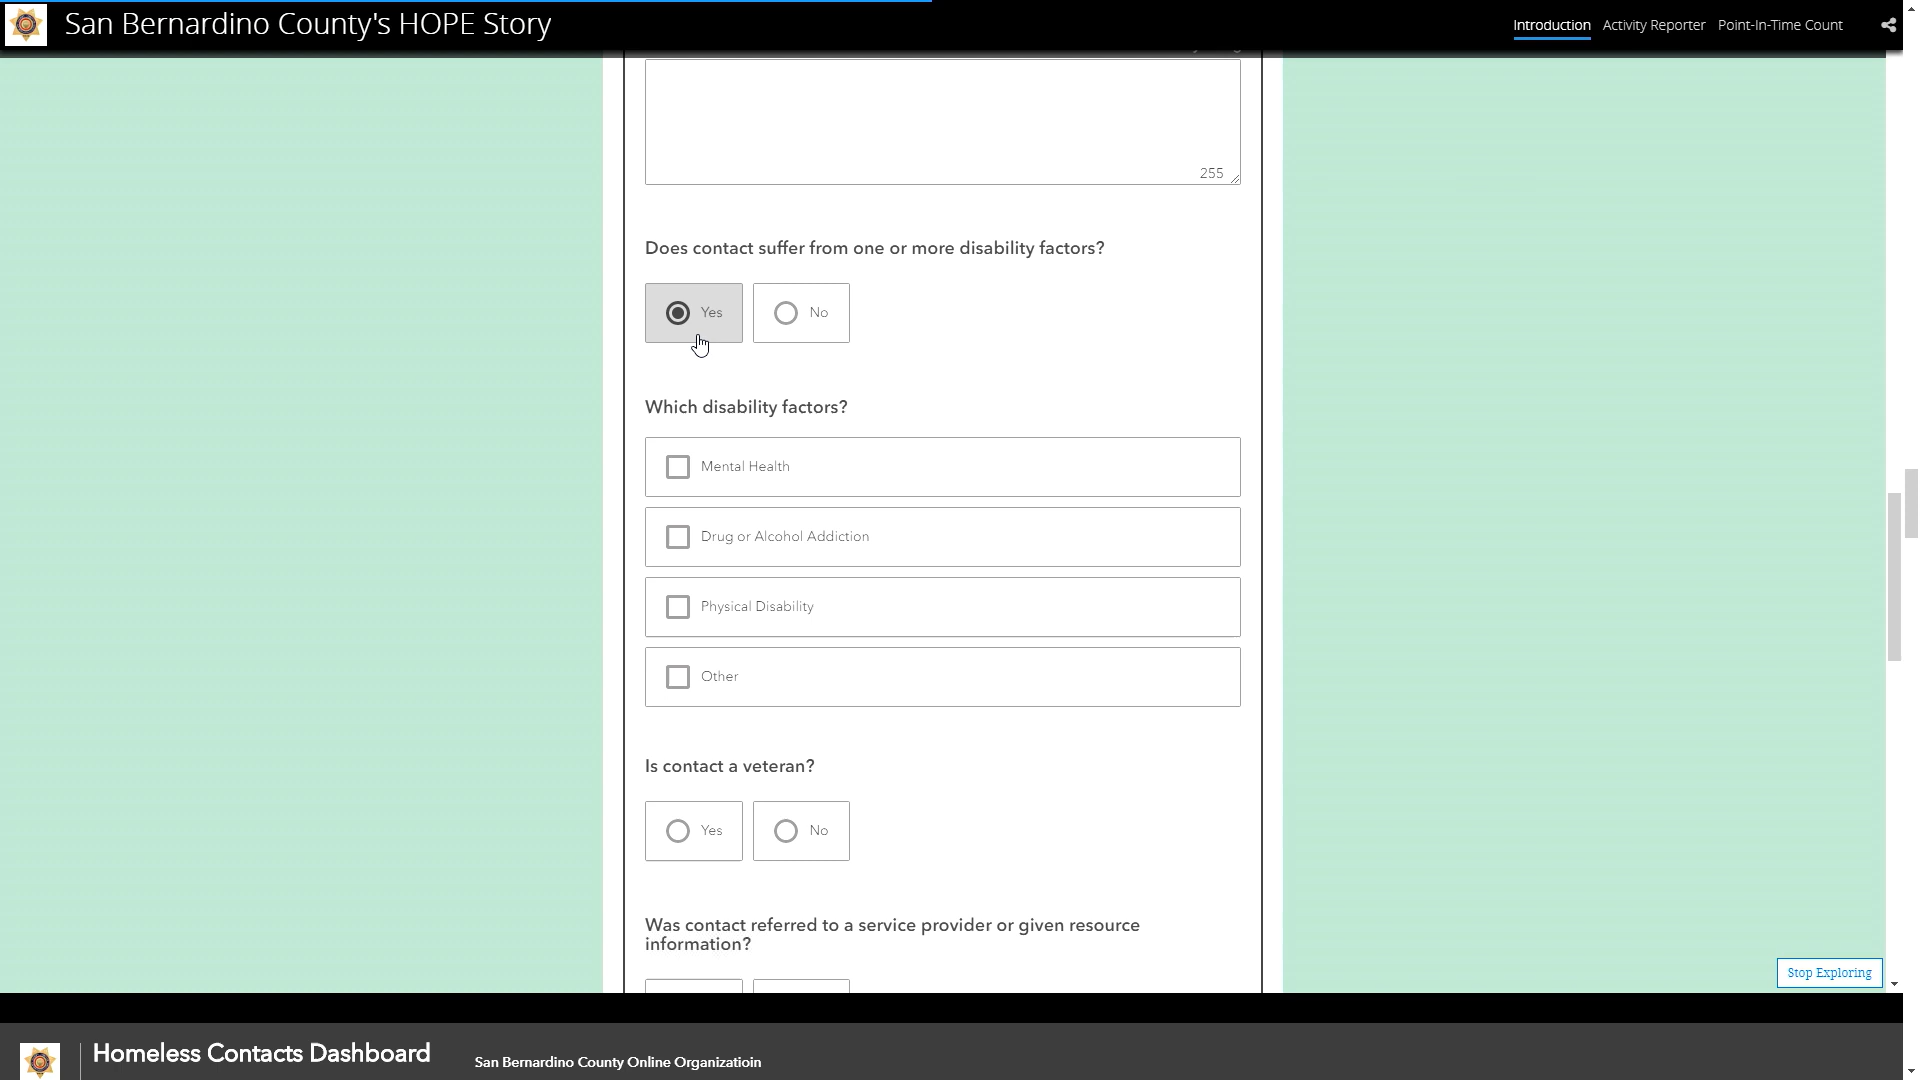 San Bernardino County's HOPE Story
Introduction Activity Reporter Point-In-Time Count
255
Does contact suffer from one or more disability factors?
Yes No
Which disability factors?
Mental Health
Drug or Alcohol Addiction
Physical Disability
Other
Is contact a veteran?
Yes No
Was contact referred to a service provider or given resource
information?
Stop Exploring
Homeless Contacts Dashboard San Bernardino County Online Organizatioin